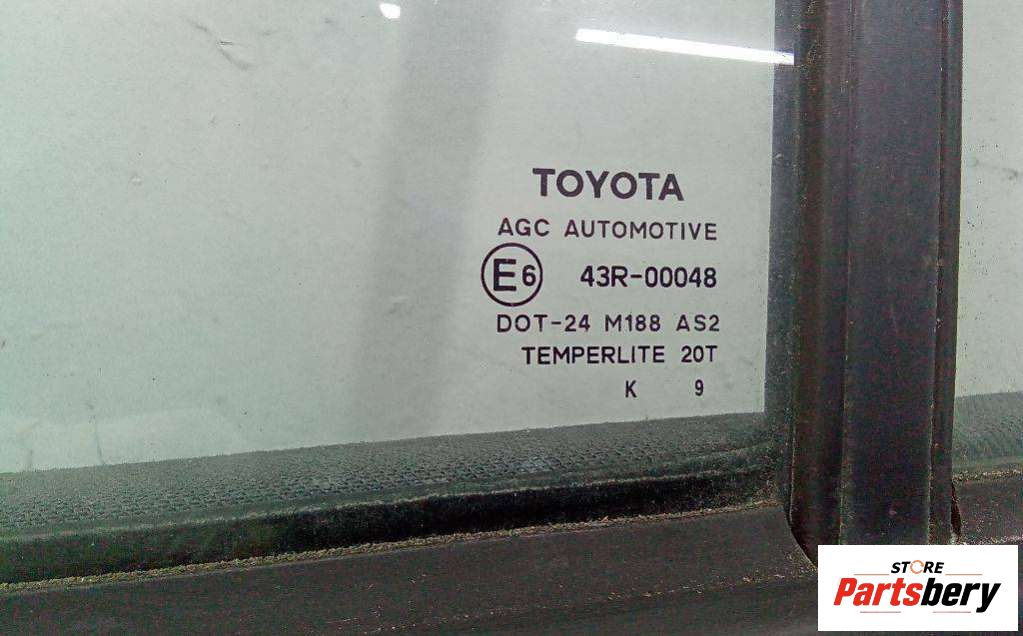 TOYOTA
AGC AUTOMOTIVE
E6 43R-00048
DOT-24 M188 AS2
TEMPERLITE 20T
K 9
STORE
Partsbery